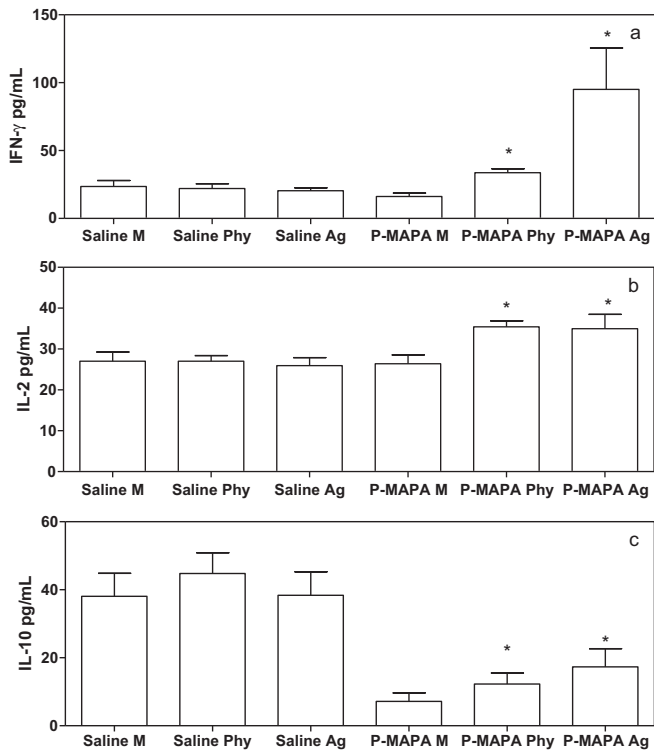 150
a
*
100
IFN-γ pg/mL
50
*
0
Saline M Saline Phy Saline Ag P-MAPA M P-MAPA Phy P-MAPA Ag
50
b
40
* *
30
IL-2 pg/mL
20
10
0
Saline M Saline Phy Saline Ag P-MAPA M P-MAPA Phy P-MAPA Ag
60
c
40
IL-10 pg/mL
* *
20
0
Saline M Saline Phy Saline Ag P-MAPA M P-MAPA Phy P-MAPA Ag